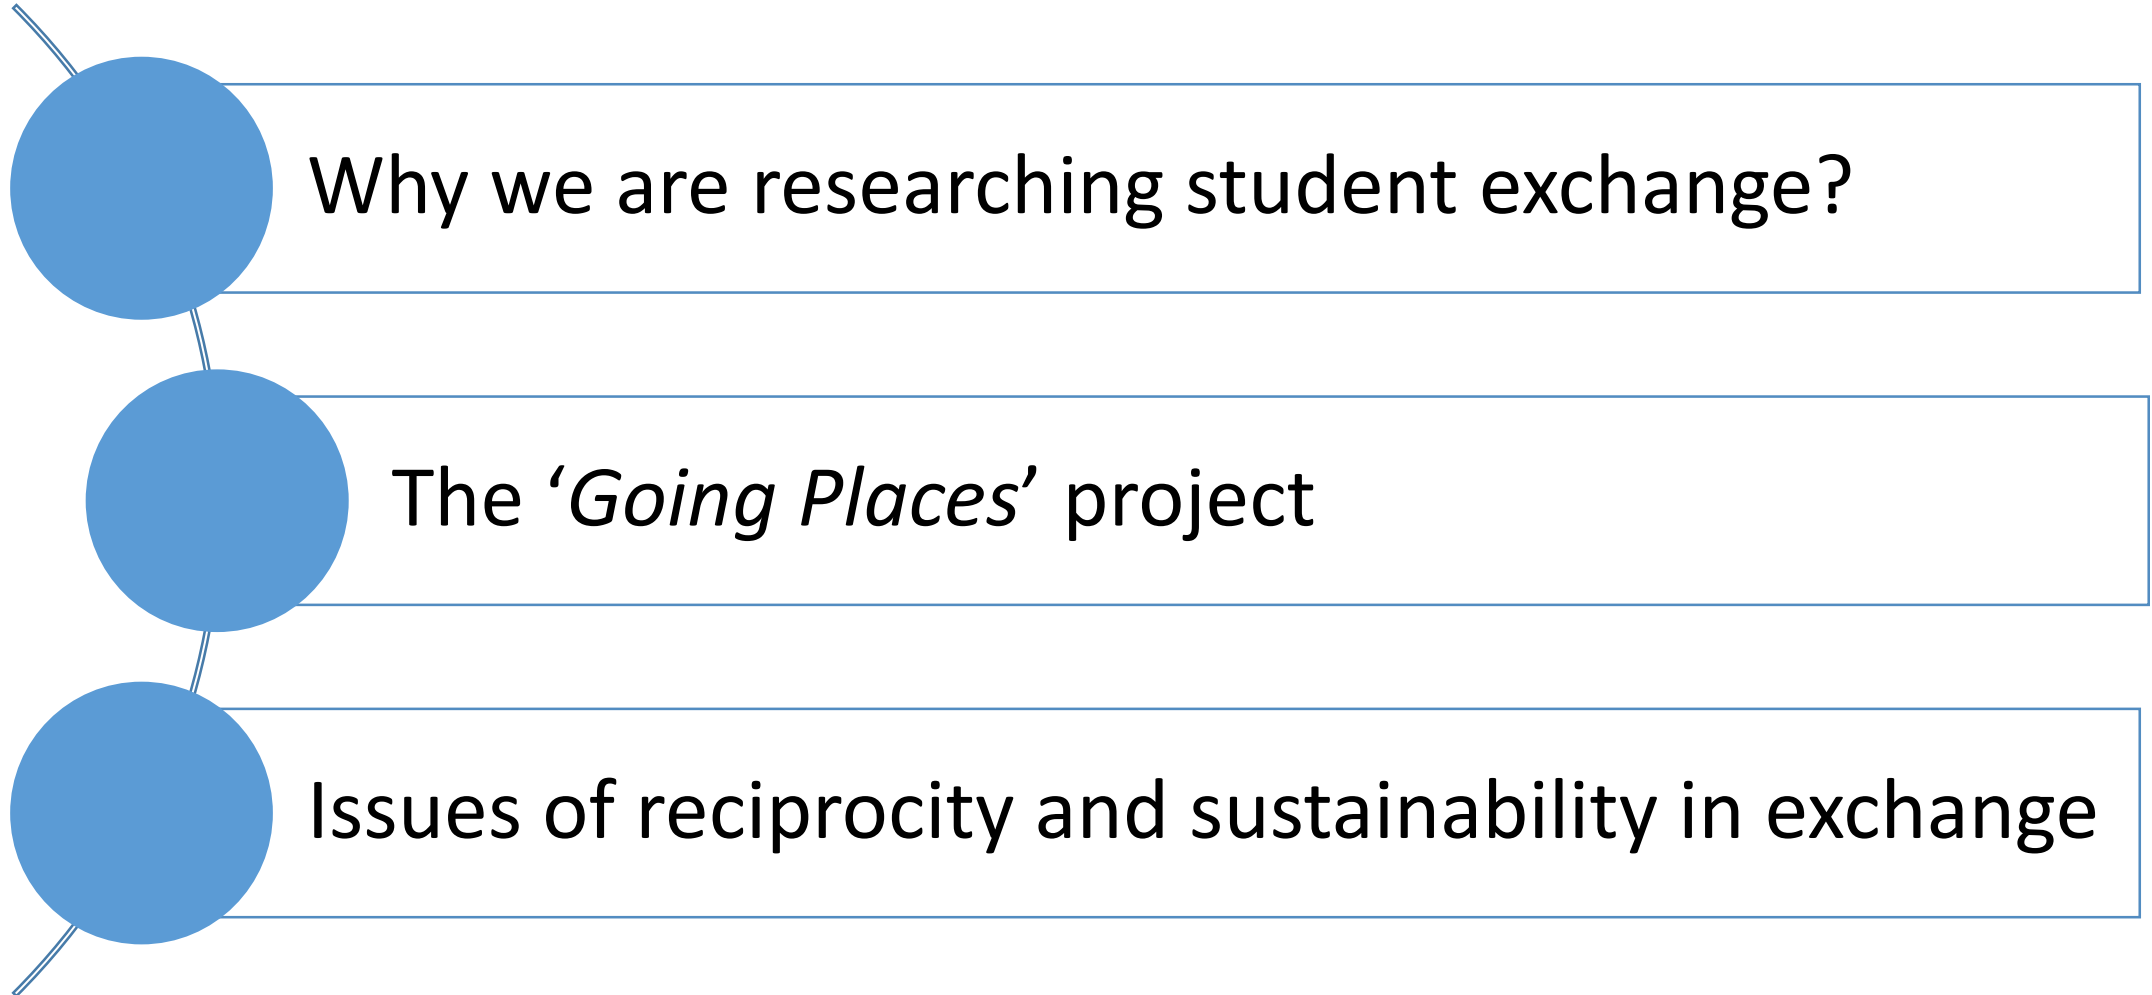 Why we are researching student exchange?
The ‘Going Places’ project
Issues of reciprocity and sustainability in exchange